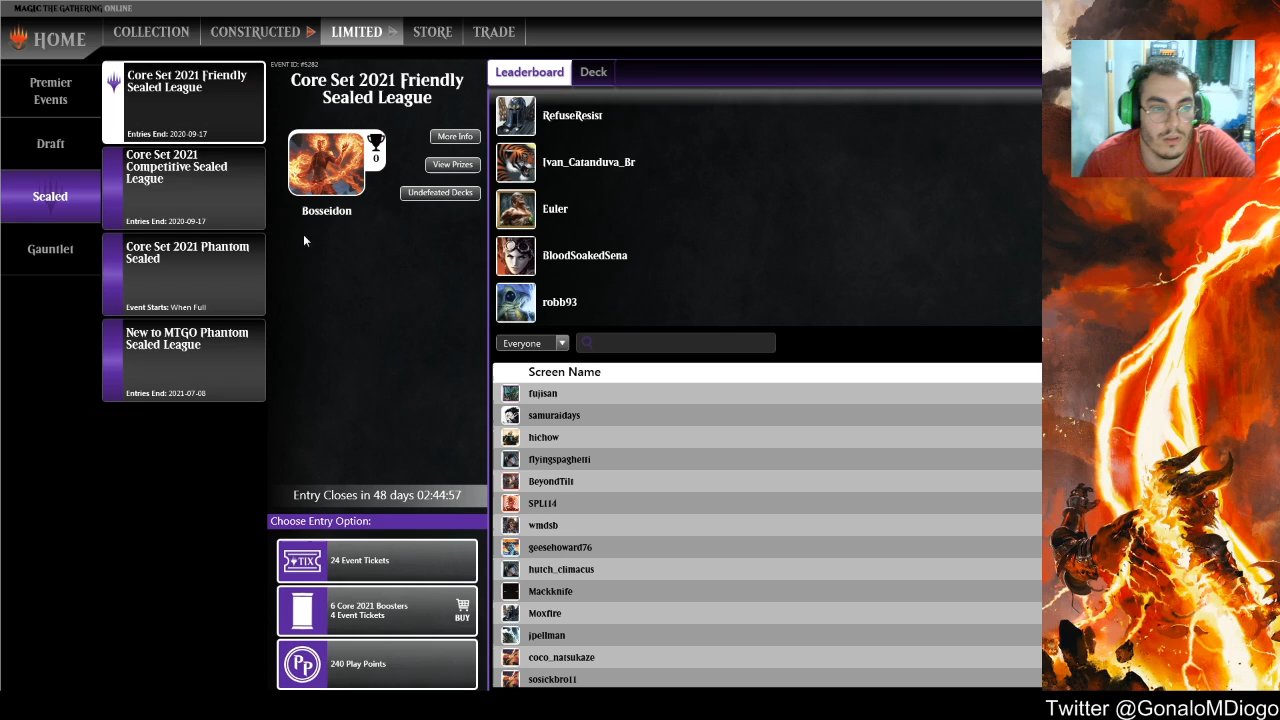 MAGIC THE GATHERING ONLINE
HOME
COLLECTION
CONSTRUCTED
LIMITED
STORE
TRADE
Premier
Events
Draft
Sealed
Gauntlet
Core Set 2021 Friendly
Sealed League
Entries End: 2020-09-17
Core Set 2021
Competitive Sealed
League
Entries End: 2020-09-17
Core Set 2021 Phantom
Sealed
Event Starts: When Full
New to MTGO Phantom
Sealed League
Entries End: 2021-07-08
EVENT ID: #5282
Core Set 2021 Friendly
Sealed League
0
More Info
View Prizes
Undefeated Decks
Bosseidon
Entry Closes in 48 days 02:44:57
Choose Entry Option:
TIX
24 Event Tickets
6 Core 2021 Boosters
4 Event Tickets
BUY
PP
240 Play Points
Leaderboard
Deck
RefuseResist
Ivan_Catanduva_Br
Euler
BloodSoakedSena
robb93
Everyone
Screen Name
fujisan
samuraidays
hichow
flyingspaghetti
BeyondTilt
SPL114
wmdsb
geesehoward76
hutch_climacus
Mackknife
Moxfire
jpellman
coco_natsukaze
sosickbro11
Twitter @GonaloMDiogo